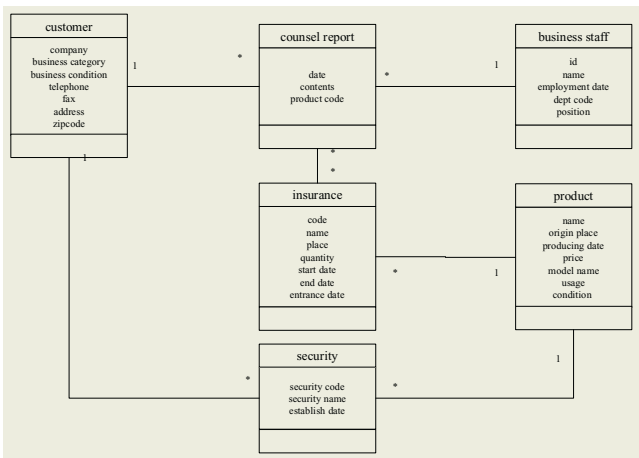 customer
company
business category
business condition
telephone
fax
address
zipcode
1
*
counsel report
date
contents
product code
*
1
business staff
id
name
employment date
dept code
position
1
*
*
insurance
code
name
place
quantity
start date
end date
entrance date
*
1
product
name
origin place
producing date
price
model name
usage
condition
1
*
security
security code
security name
establish date
*